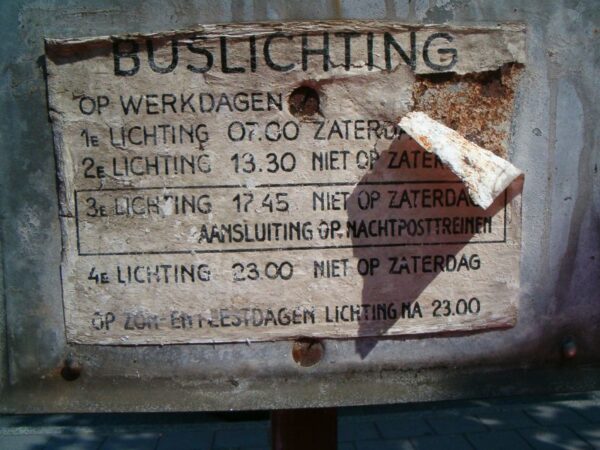 BUSLICHTING
OP WERKDAGEN
1E LICHTING 07.00 ZATERDA
2E LICHTING 13.30 NIET OP ZATER
3E LICHTING 17.45 NIET OP ZATERDAG
AANSLUITING OP NACHTPOSTTREINEN
4E LICHTING 23.00 NIET OP ZATERDAG
OP ZON-EN FEESTDAGEN LICHTING NA 23.00